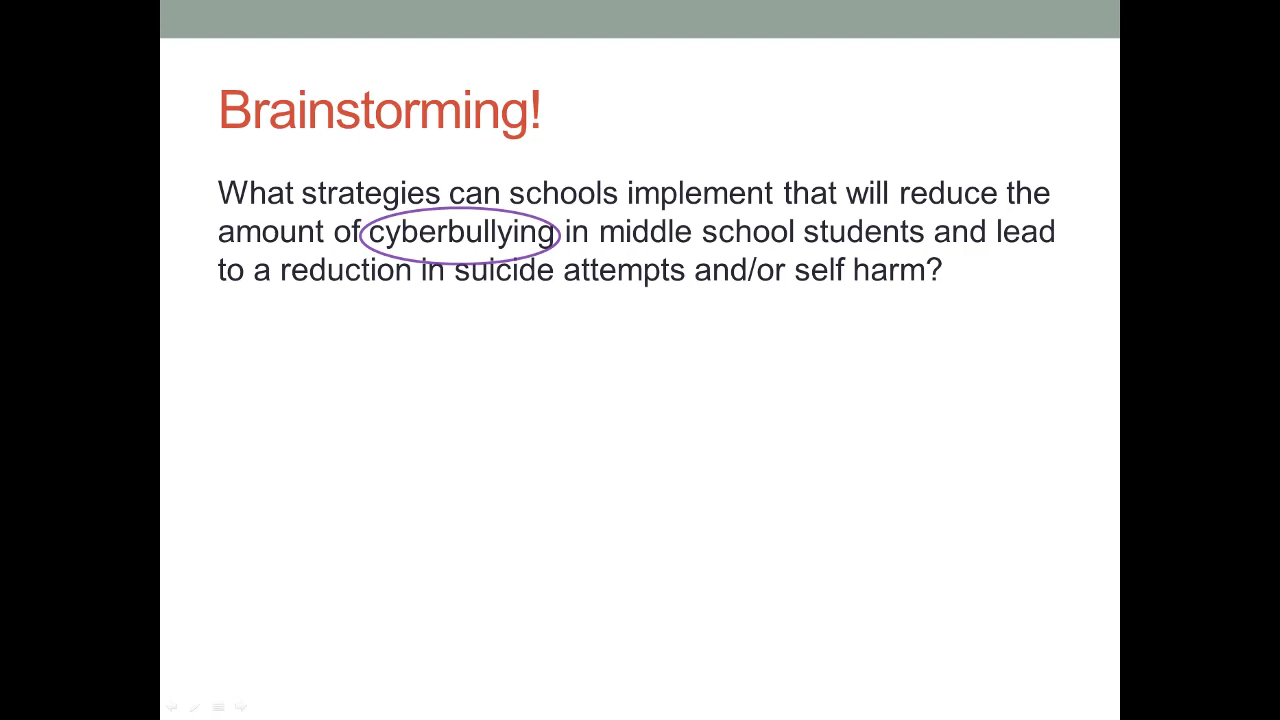 Brainstorming!
What strategies can schools implement that will reduce the
amount of cyberbullying in middle school students and lead
to a reduction in suicide attempts and/or self harm?